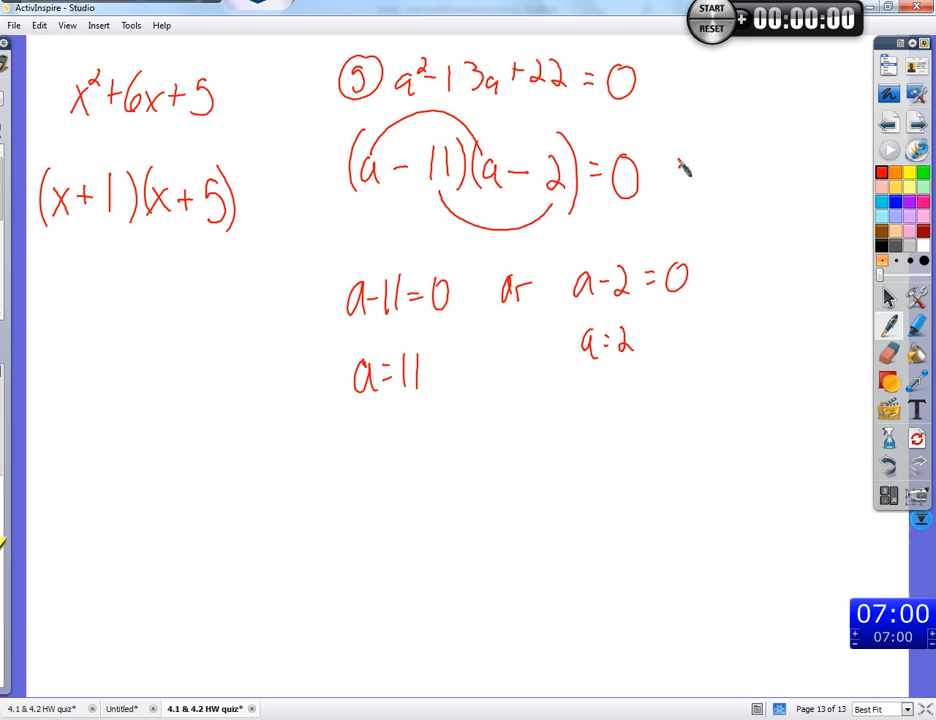 ActivInspire - Studio
START
RESET
00:00:00
File Edit View Insert Tools Help
x²+6x+5
(x+1)(x+5)
⑤ a²-13a+22=0
(a-11)(a-2)=0
a-11=0 or a-2=0
a=11
a=2
07:00
07:00
4.1 & 4.2 HW quiz* Untitled* 4.1 & 4.2 HW quiz* Page 13 of 13 Best Fit